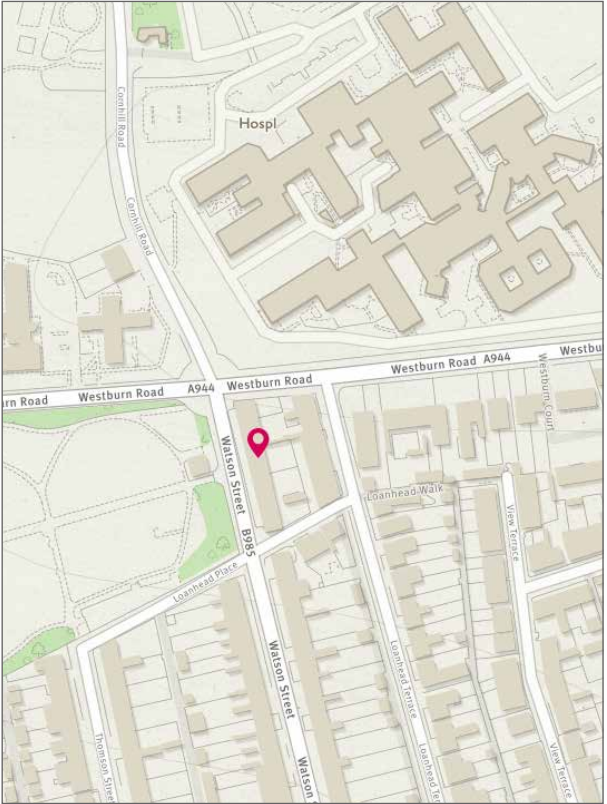 Cornhill Road
Hospl
Cornhill Road
Westburn Road
Westburn Road A944
Westburn Road A944 Westburn Road
rn Road
Westburn Court
Watson Street B985
Loanhead Walk
View Terrace
Loanhead Place
Watson Street
Loanhead Terrace
Thomson Street
Watson S
Loanhead Ter
View Terrace